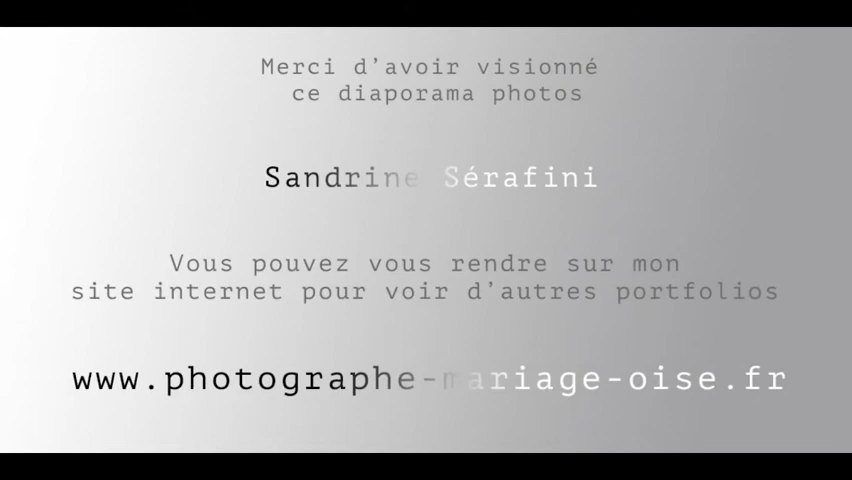 Merci d’avoir visionné
ce diaporama photos
Sandrine Sérafini
Vous pouvez vous rendre sur mon
site internet pour voir d’autres portfolios
www.photographe-mariage-oise.fr